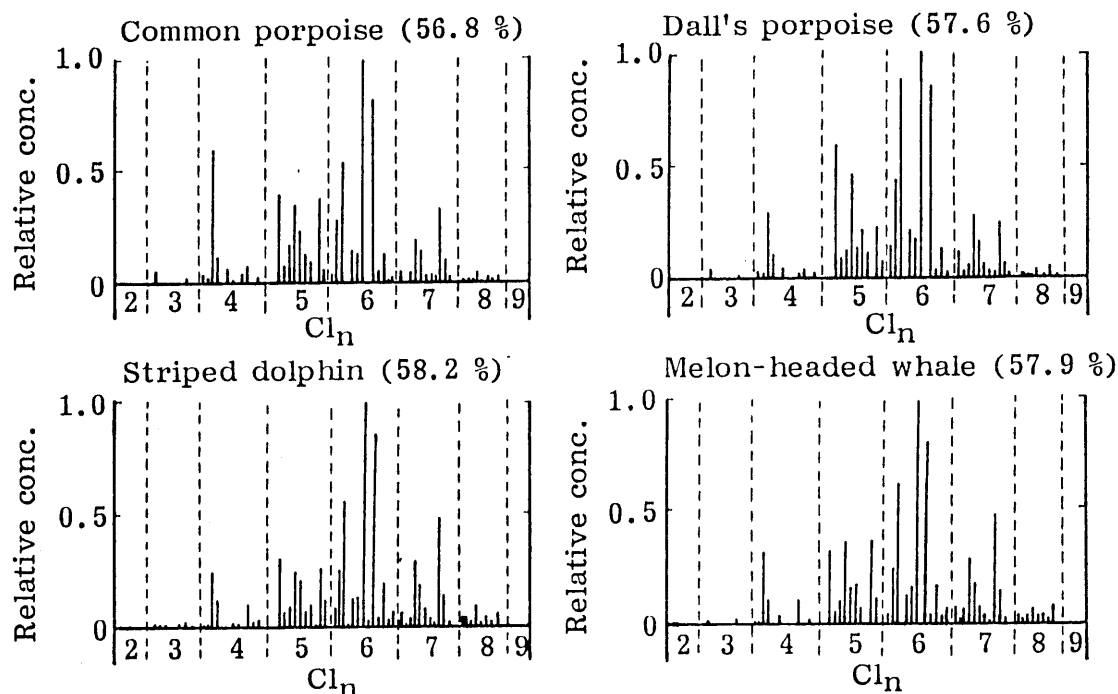 Common porpoise (56.8 %)
Relative conc.
1.0
0.5
0
2 3 4 5 6 7 8 9
Cln
Dall's porpoise (57.6 %)
Relative conc.
1.0
0.5
0
2 3 4 5 6 7 8 9
Cln
Striped dolphin (58.2 %)
Relative conc.
1.0
0.5
0
2 3 4 5 6 7 8 9
Cln
Melon-headed whale (57.9 %)
Relative conc.
1.0
0.5
0
2 3 4 5 6 7 8 9
Cln